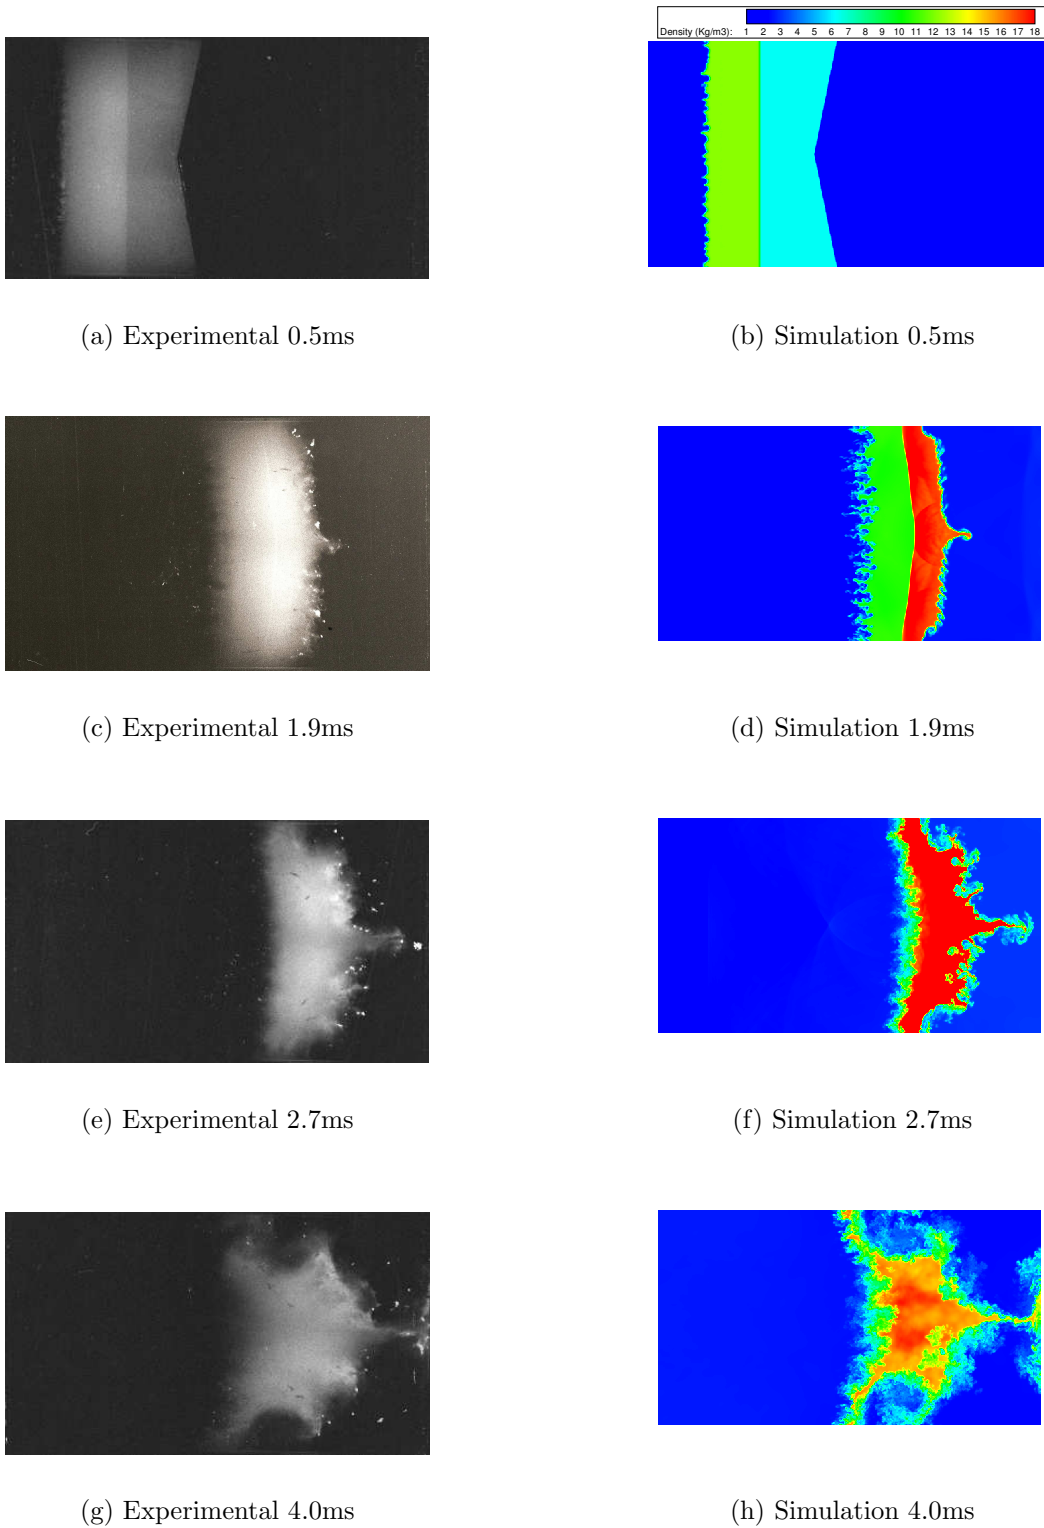 Density (Kg/m3): 1 2 3 4 5 6 7 8 9 10 11 12 13 14 15 16 17 18
(a) Experimental 0.5ms
(b) Simulation 0.5ms
(c) Experimental 1.9ms
(d) Simulation 1.9ms
(e) Experimental 2.7ms
(f) Simulation 2.7ms
(g) Experimental 4.0ms
(h) Simulation 4.0ms